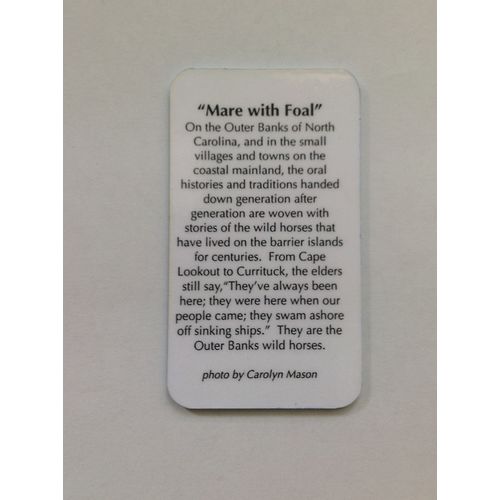 “Mare with Foal”
On the Outer Banks of North
Carolina, and in the small
villages and towns on the
coastal mainland, the oral
histories and traditions handed
down generation after
generation are woven with
stories of the wild horses that
have lived on the barrier islands
for centuries.  From Cape
Lookout to Currituck, the elders
still say,“They’ve always been
here; they were here when our
people came; they swam ashore
off sinking ships.”  They are the
Outer Banks wild horses.
photo by Carolyn Mason